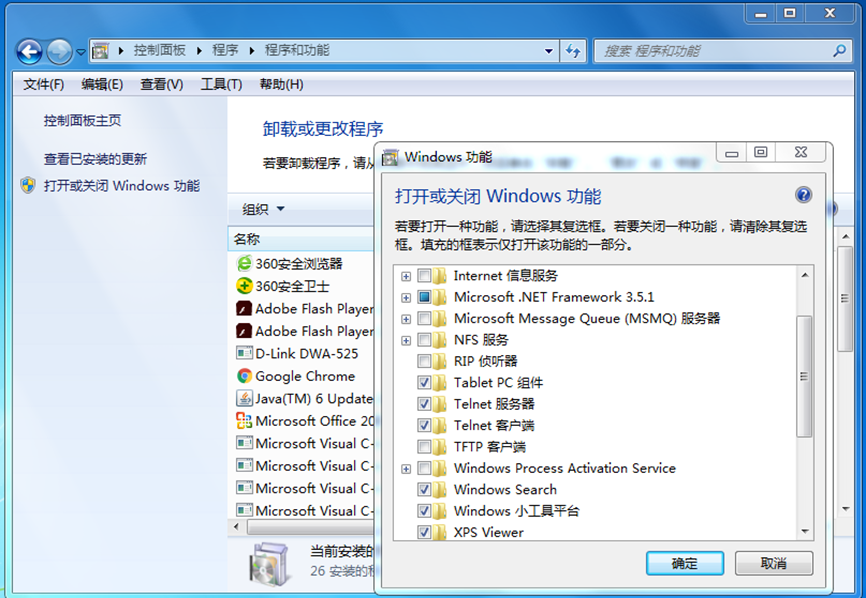 控制面板 程序 程序和功能
搜索 程序和功能
文件(F) 编辑(E) 查看(V) 工具(T) 帮助(H)
控制面板主页
查看已安装的更新
打开或关闭 Windows 功能
卸载或更改程序
若要卸载程序，请从
组织
名称
360安全浏览器
360安全卫士
Adobe Flash Player
Adobe Flash Player
D-Link DWA-525
Google Chrome
Java(TM) 6 Update
Microsoft Office 20
Microsoft Visual C-
Microsoft Visual C-
Microsoft Visual C-
Microsoft Visual C-
当前安装的
26 安装的
Windows 功能
打开或关闭 Windows 功能
若要打开一种功能，请选择其复选框。若要关闭一种功能，请清除其复选
框。填充的框表示仅打开该功能的一部分。
Internet 信息服务
Microsoft .NET Framework 3.5.1
Microsoft Message Queue (MSMQ) 服务器
NFS 服务
RIP 侦听器
Tablet PC 组件
Telnet 服务器
Telnet 客户端
TFTP 客户端
Windows Process Activation Service
Windows Search
Windows 小工具平台
XPS Viewer
确定 取消